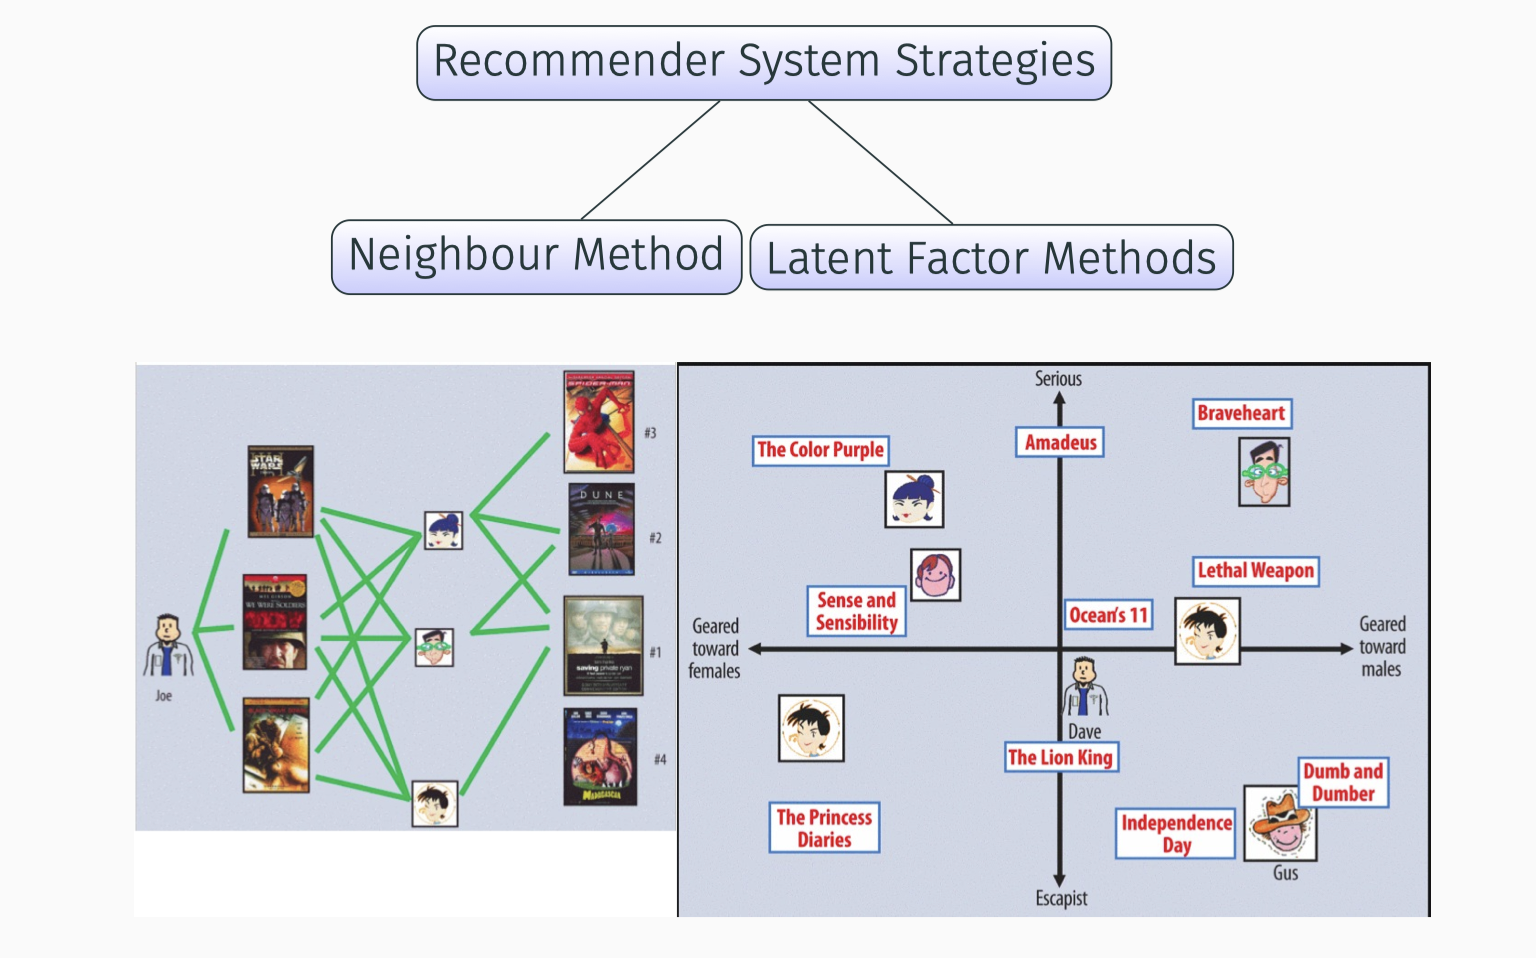 Recommender System Strategies
Neighbour Method
Latent Factor Methods
SPIDER-MAN
#3
STAR
WARS
DUNE
#2
MEL GIBSON
WE WERE SOLDIERS
saving private ryan
#1
Joe
MADAGASCAR
#4
Serious
Braveheart
The Color Purple
Amadeus
Lethal Weapon
Sense and
Sensibility
Ocean's 11
Geared
toward
females
Geared
toward
males
Dave
The Lion King
Dumb and
Dumber
The Princess
Diaries
Independence
Day
Gus
Escapist